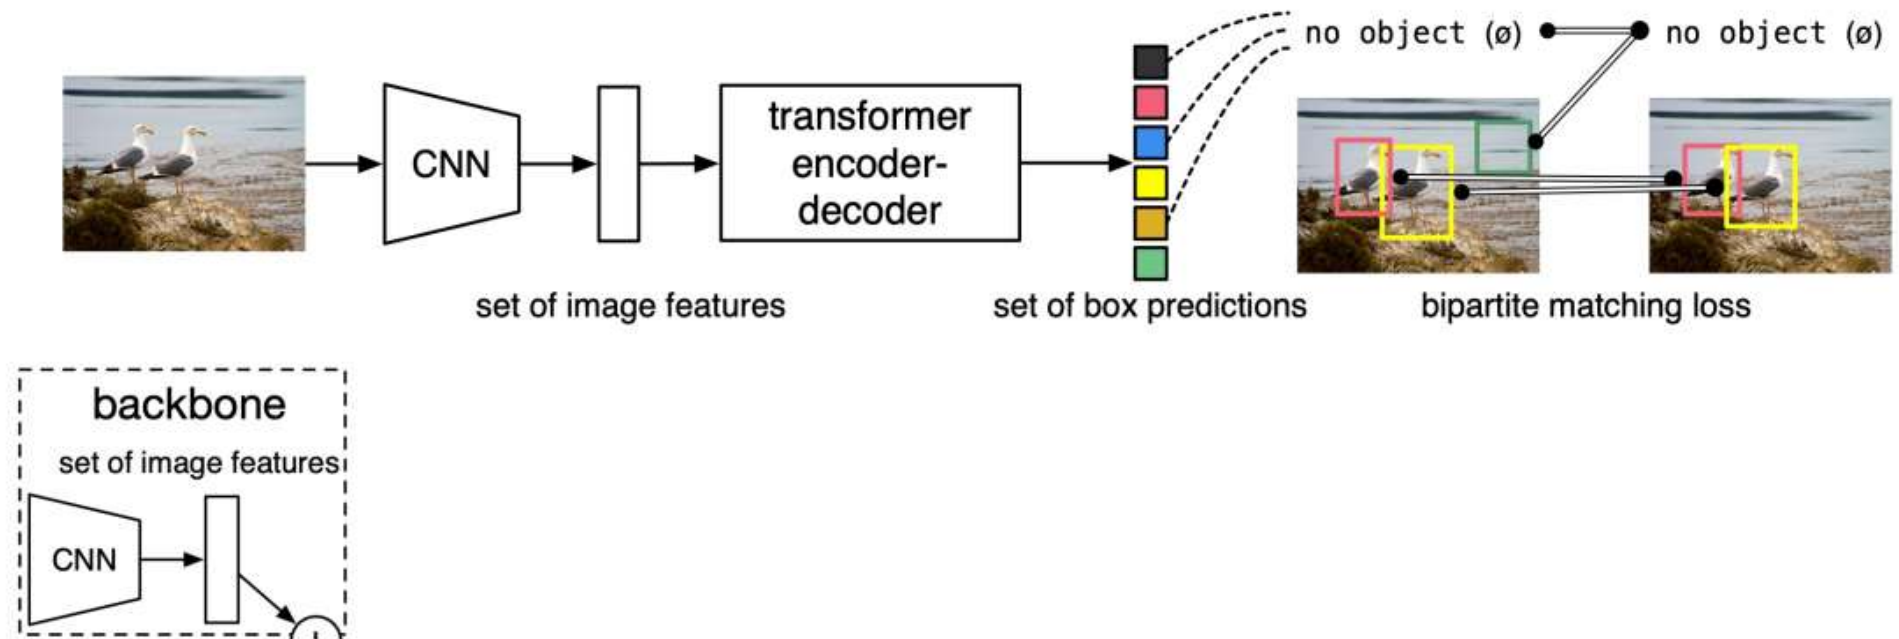 no object (ø)
no object (ø)
CNN
transformer
encoder-
decoder
set of image features
set of box predictions
bipartite matching loss
backbone
set of image features
CNN